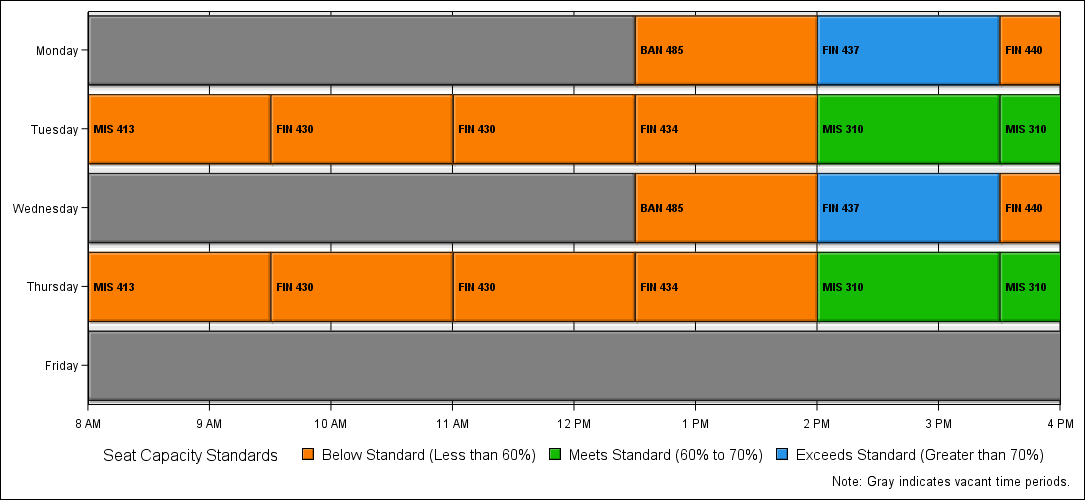 Monday BAN 485 FIN 437 FIN 440
Tuesday MIS 413 FIN 430 FIN 430 FIN 434 MIS 310 MIS 310
Wednesday BAN 485 FIN 437 FIN 440
Thursday MIS 413 FIN 430 FIN 430 FIN 434 MIS 310 MIS 310
Friday
8 AM 9 AM 10 AM 11 AM 12 PM 1 PM 2 PM 3 PM 4 PM
Seat Capacity Standards Below Standard (Less than 60%) Meets Standard (60% to 70%) Exceeds Standard (Greater than 70%)
Note: Gray indicates vacant time periods.